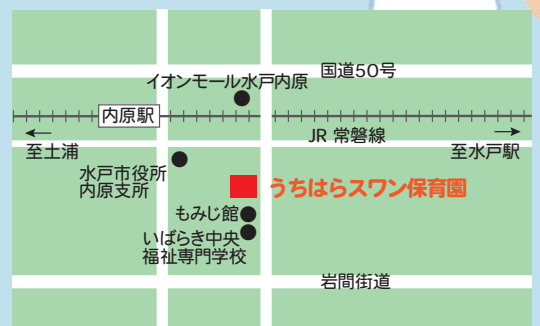 国道50号
イオンモール水戸内原
内原駅
JR 常磐線
至土浦
至水戸駅
水戸市役所
内原支所
うちはらスワン保育園
もみじ館
いばらき中央
福祉専門学校
岩間街道